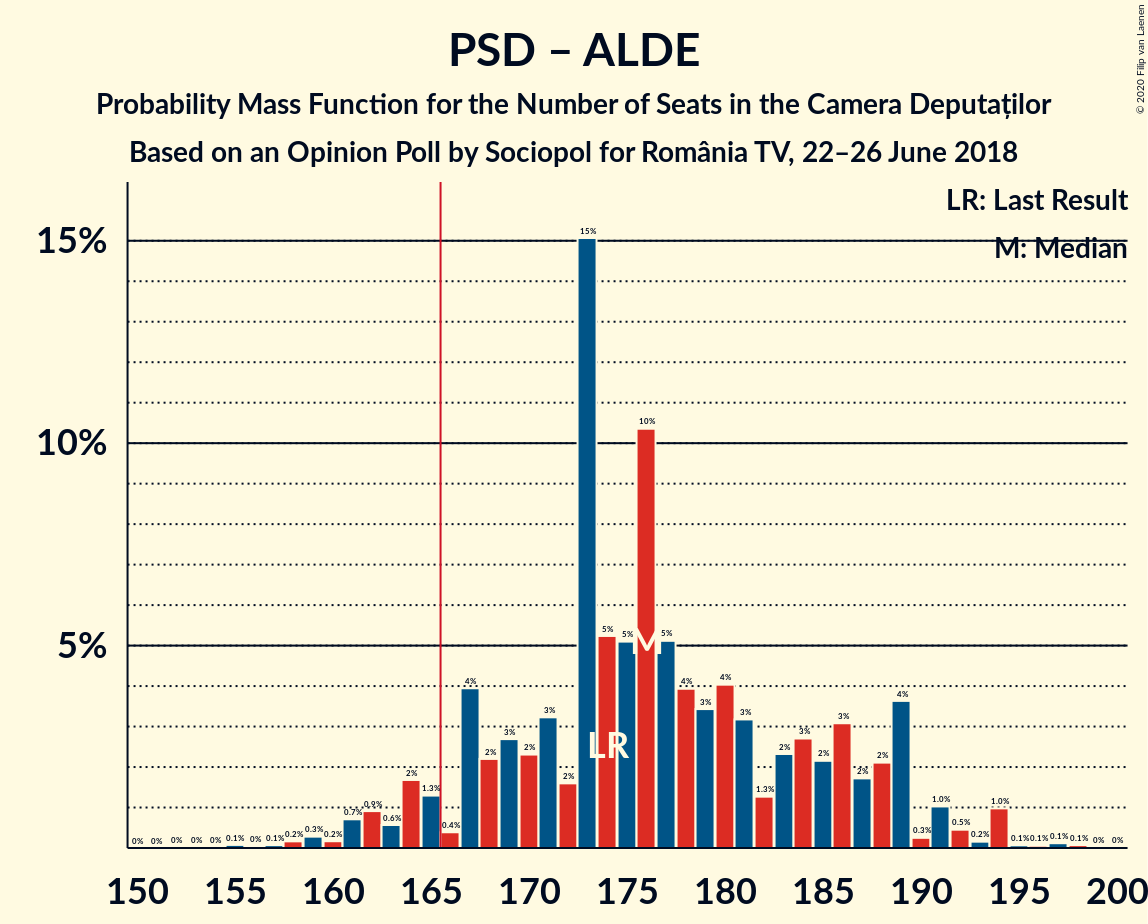 PSD – ALDE
Probability Mass Function for the Number of Seats in the Camera Deputaților
Based on an Opinion Poll by Sociopol for România TV, 22–26 June 2018
© 2020 Filip van Laenen
LR: Last Result
M: Median
15%
10%
5%
0% 0% 0% 0% 0% 0.1% 0% 0.1% 0.2% 0.3% 0.2% 0.7% 0.9% 0.6% 2% 1.3% 0.4% 4% 2% 3% 2% 3% 2% 15% 5% 5% 10% 5% 4% 3% 4% 3% 1.3% 2% 3% 2% 3% 2% 2% 4% 0.3% 1.0% 0.5% 0.2% 1.0% 0.1% 0.1% 0.1% 0.1% 0% 0%
M
LR
150 155 160 165 170 175 180 185 190 195 200